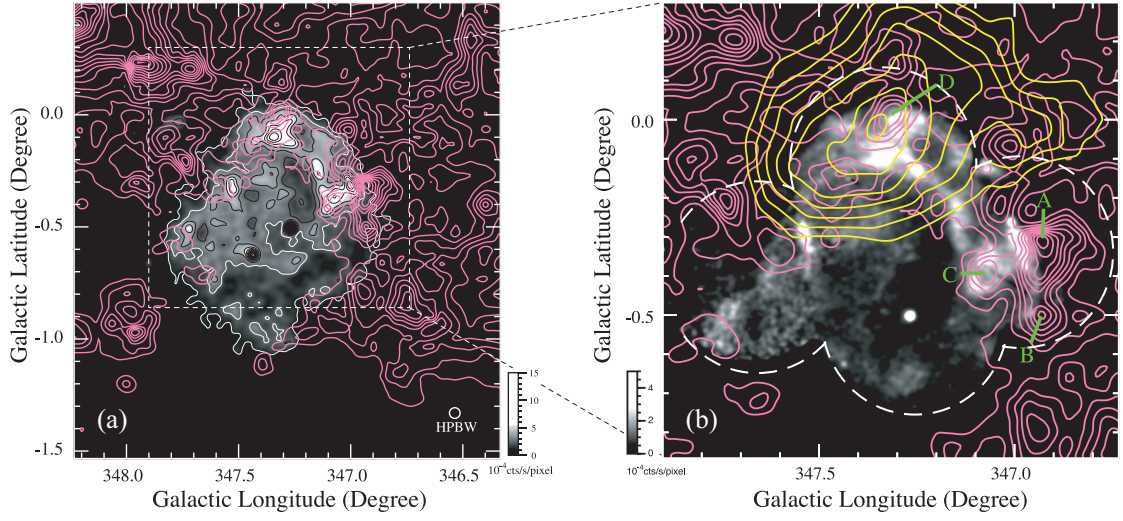 0.0
-0.5
-1.0
-1.5
Galactic Latitude (Degree)
348.0
347.5
347.0
346.5
Galactic Longitude (Degree)
(a)
HPBW
15
10
5
0
10⁻⁴cts/s/pixel
0.0
-0.5
Galactic Latitude (Degree)
347.5
347.0
Galactic Longitude (Degree)
D
A
C
B
(b)
4
2
0
10⁻⁴cts/s/pixel